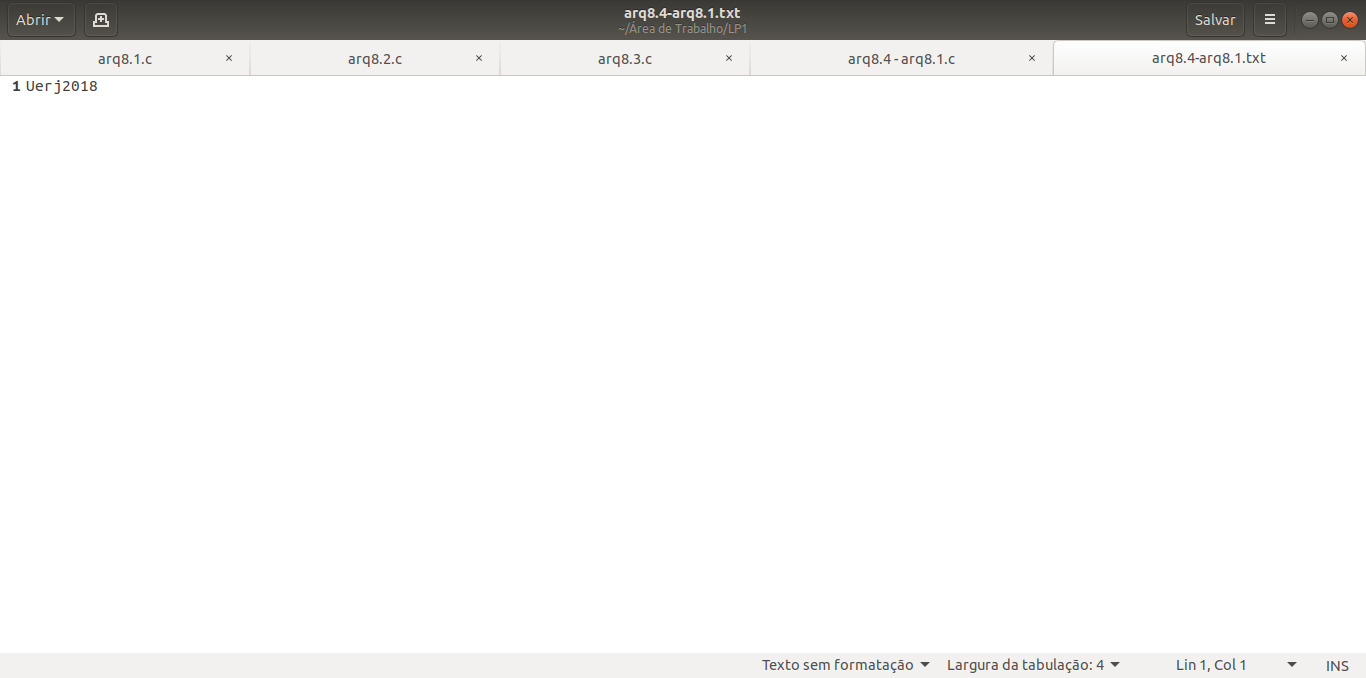 Abrir
arq8.4-arq8.1.txt
~/Área de Trabalho/LP1
Salvar
arq8.1.c
arq8.2.c
arq8.3.c
arq8.4 - arq8.1.c
arq8.4-arq8.1.txt
1 Uerj2018
Texto sem formatação
Largura da tabulação: 4
Lin 1, Col 1
INS